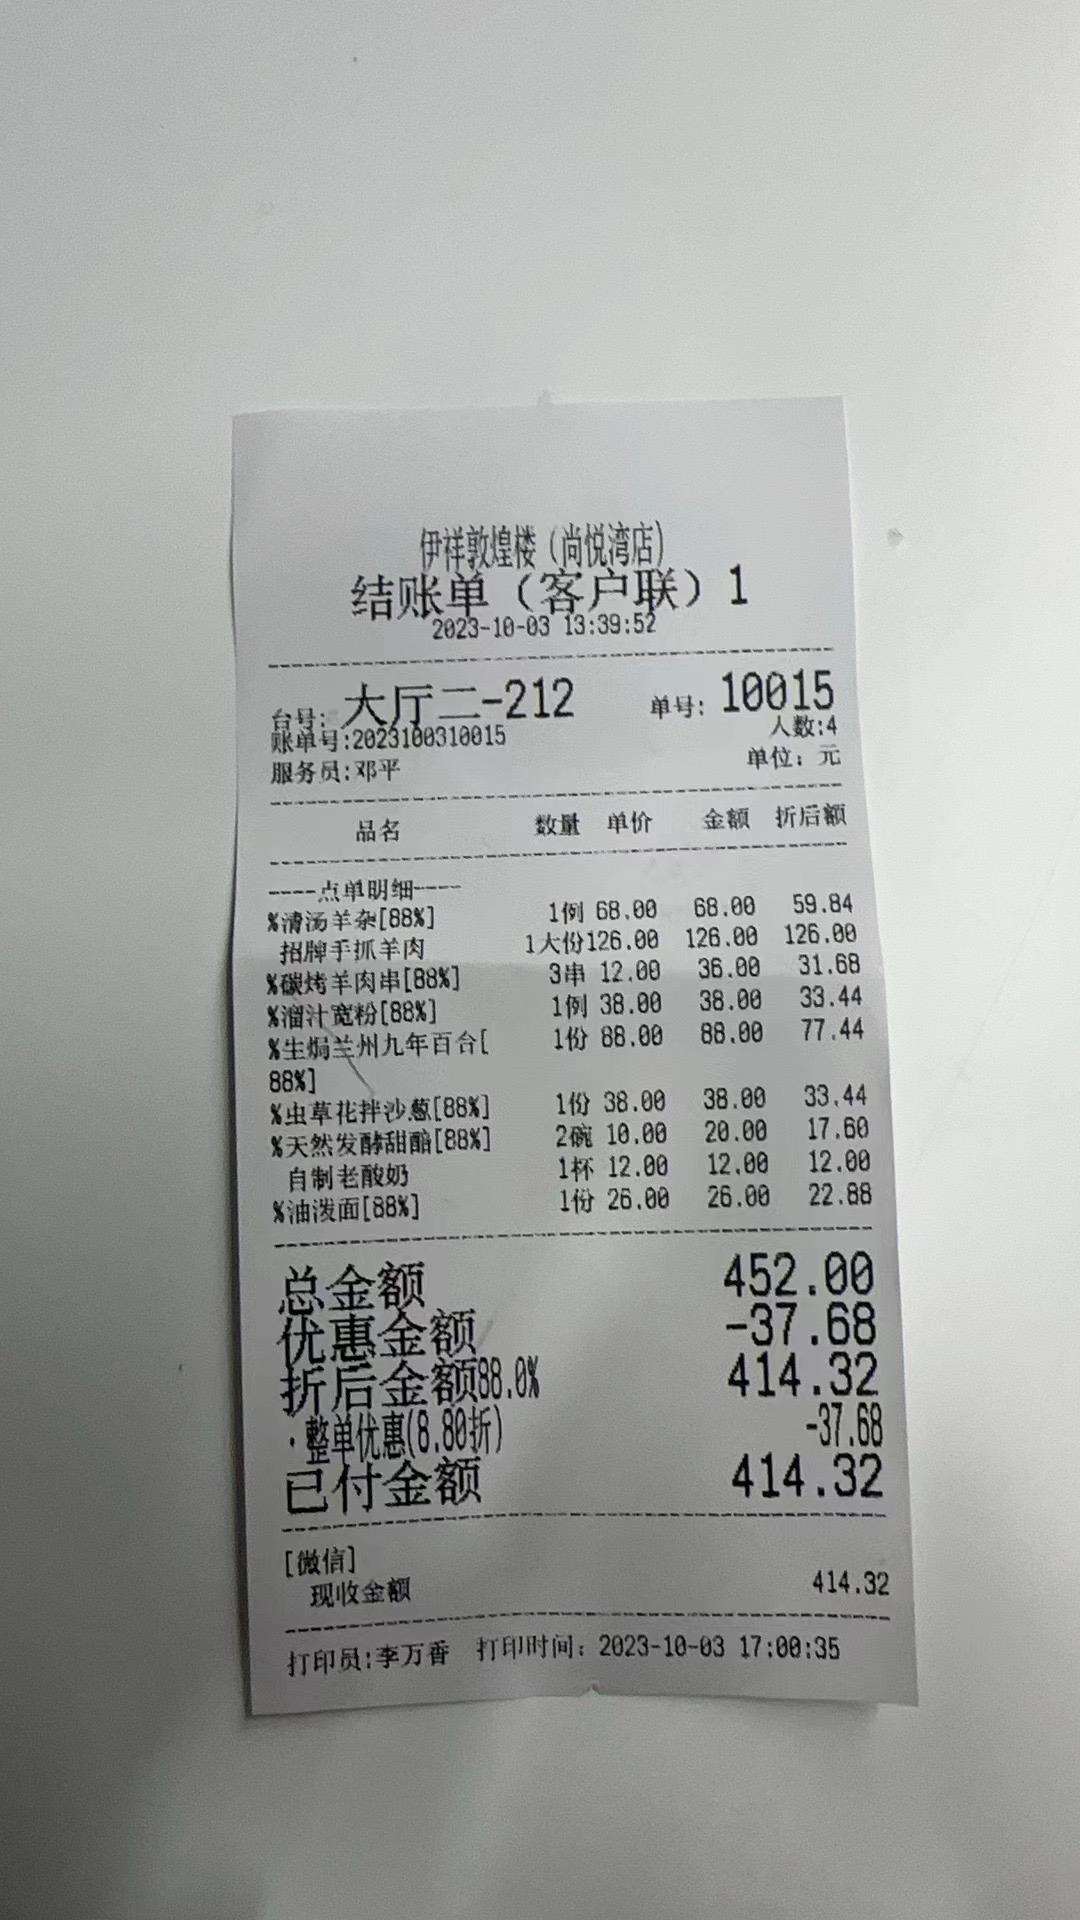 伊祥敦煌楼（尚悦湾店）
结账单（客户联）1
2023-10-03 13:39:52
台号: 大厅二-212 单号: 10015
账单号:2023100310015 人数:4
服务员:邓平 单位: 元
品名 数量 单价 金额 折后额
----点单明细----
%清汤羊杂[88%] 1例 68.00 68.00 59.84
招牌手抓羊肉 1大份 126.00 126.00 126.00
%碳烤羊肉串[88%] 3串 12.00 36.00 31.68
%溜汁宽粉[88%] 1例 38.00 38.00 33.44
%生焗兰州九年百合[ 1份 88.00 88.00 77.44
88%]
%虫草花拌沙葱[88%] 1份 38.00 38.00 33.44
%天然发酵甜醅[88%] 2碗 10.00 20.00 17.60
自制老酸奶 1杯 12.00 12.00 12.00
%油泼面[88%] 1份 26.00 26.00 22.88
总金额 452.00
优惠金额 -37.68
折后金额88.0% 414.32
·整单优惠(8.80折) -37.68
已付金额 414.32
[微信]
现收金额 414.32
打印员:李万香 打印时间: 2023-10-03 17:00:35